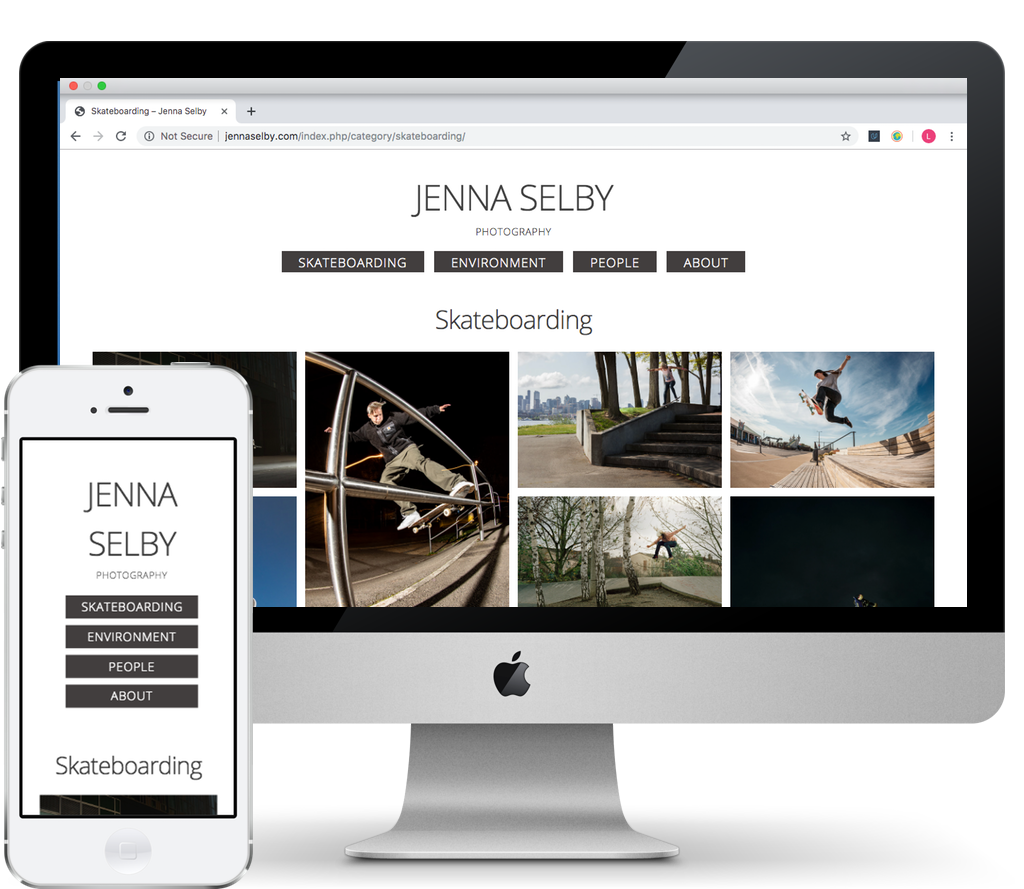 Skateboarding – Jenna Selby
Not Secure | jennaselby.com/index.php/category/skateboarding/
L
JENNA SELBY
PHOTOGRAPHY
SKATEBOARDING
ENVIRONMENT
PEOPLE
ABOUT
Skateboarding
JENNA
SELBY
PHOTOGRAPHY
SKATEBOARDING
ENVIRONMENT
PEOPLE
ABOUT
Skateboarding